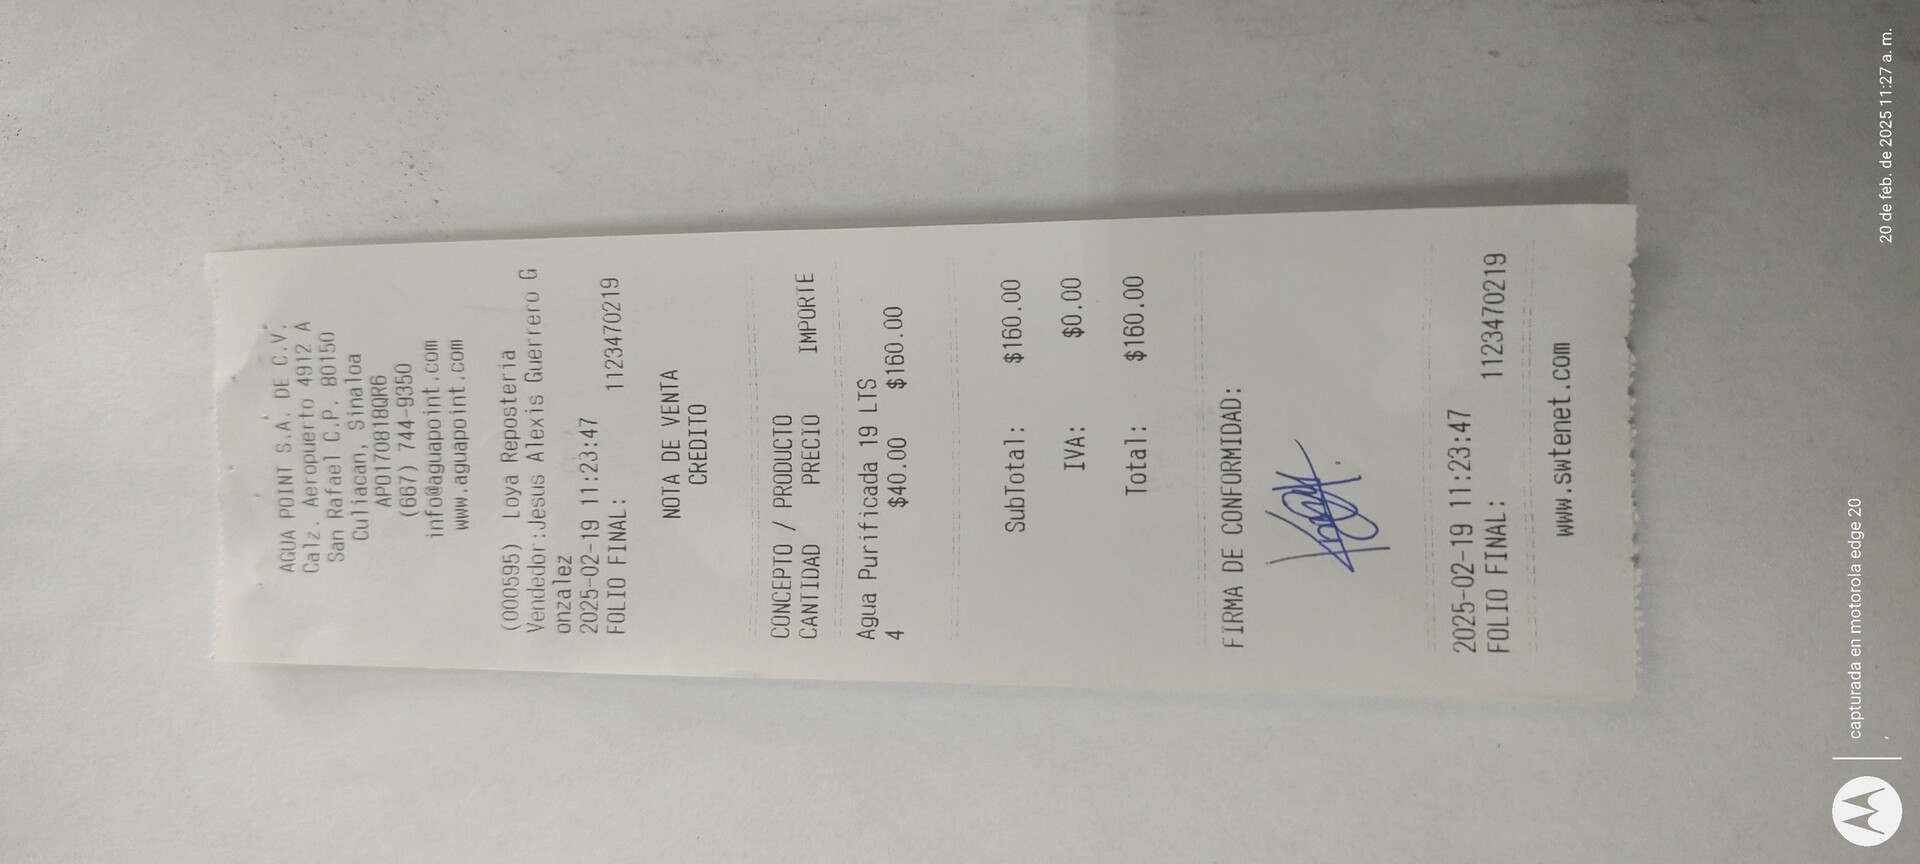 AGUA POINT S.A. DE C.V.
Calz. Aeropuerto 4912 A
San Rafael C.P. 80150
Culiacan, Sinaloa
APO170818QR6
(667) 744-9350
info@aguapoint.com
www.aguapoint.com
(000595) Loya Reposteria
Vendedor:Jesus Alexis Guerrero G
onzalez
2025-02-19 11:23:47
FOLIO FINAL: 1123470219
NOTA DE VENTA
CREDITO
CONCEPTO / PRODUCTO
CANTIDAD PRECIO IMPORTE
Agua Purificada 19 LTS
4 $40.00 $160.00
SubTotal: $160.00
IVA: $0.00
Total: $160.00
FIRMA DE CONFORMIDAD:
2025-02-19 11:23:47
FOLIO FINAL: 1123470219
www.swtenet.com
capturada en motorola edge 20
20 de feb. de 2025 11:27 a. m.